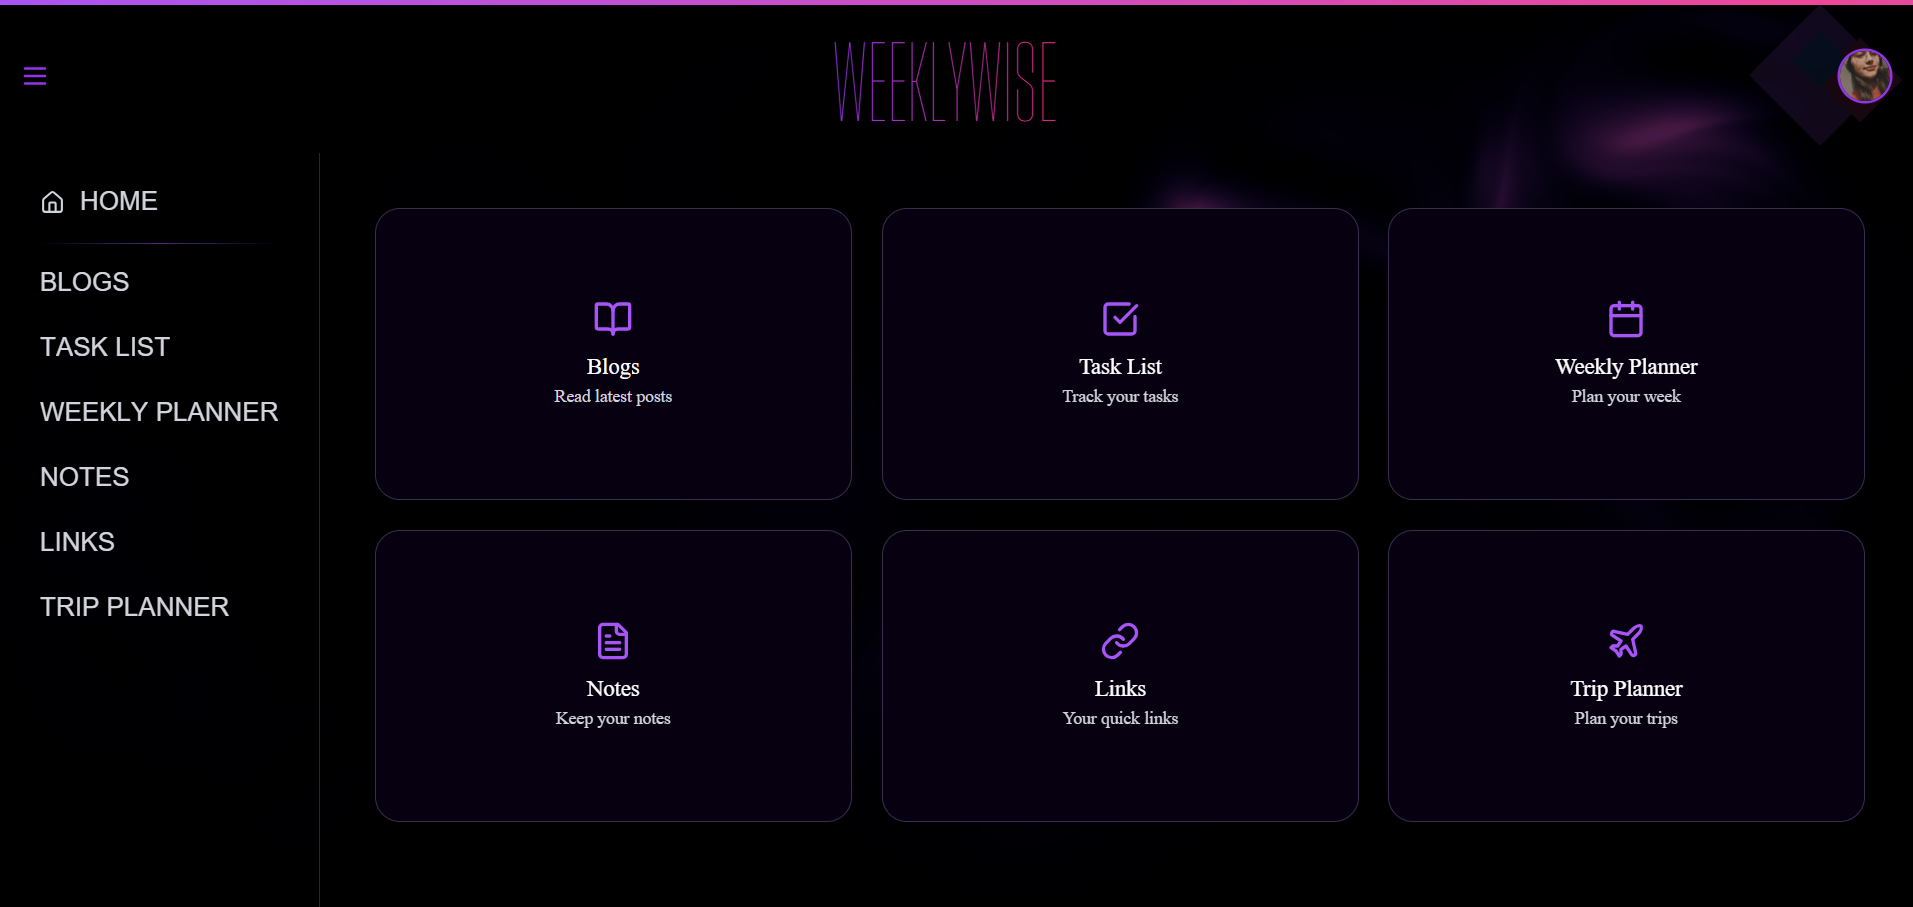 WEEKLYWISE
HOME
BLOGS
TASK LIST
WEEKLY PLANNER
NOTES
LINKS
TRIP PLANNER
Blogs
Read latest posts
Task List
Track your tasks
Weekly Planner
Plan your week
Notes
Keep your notes
Links
Your quick links
Trip Planner
Plan your trips